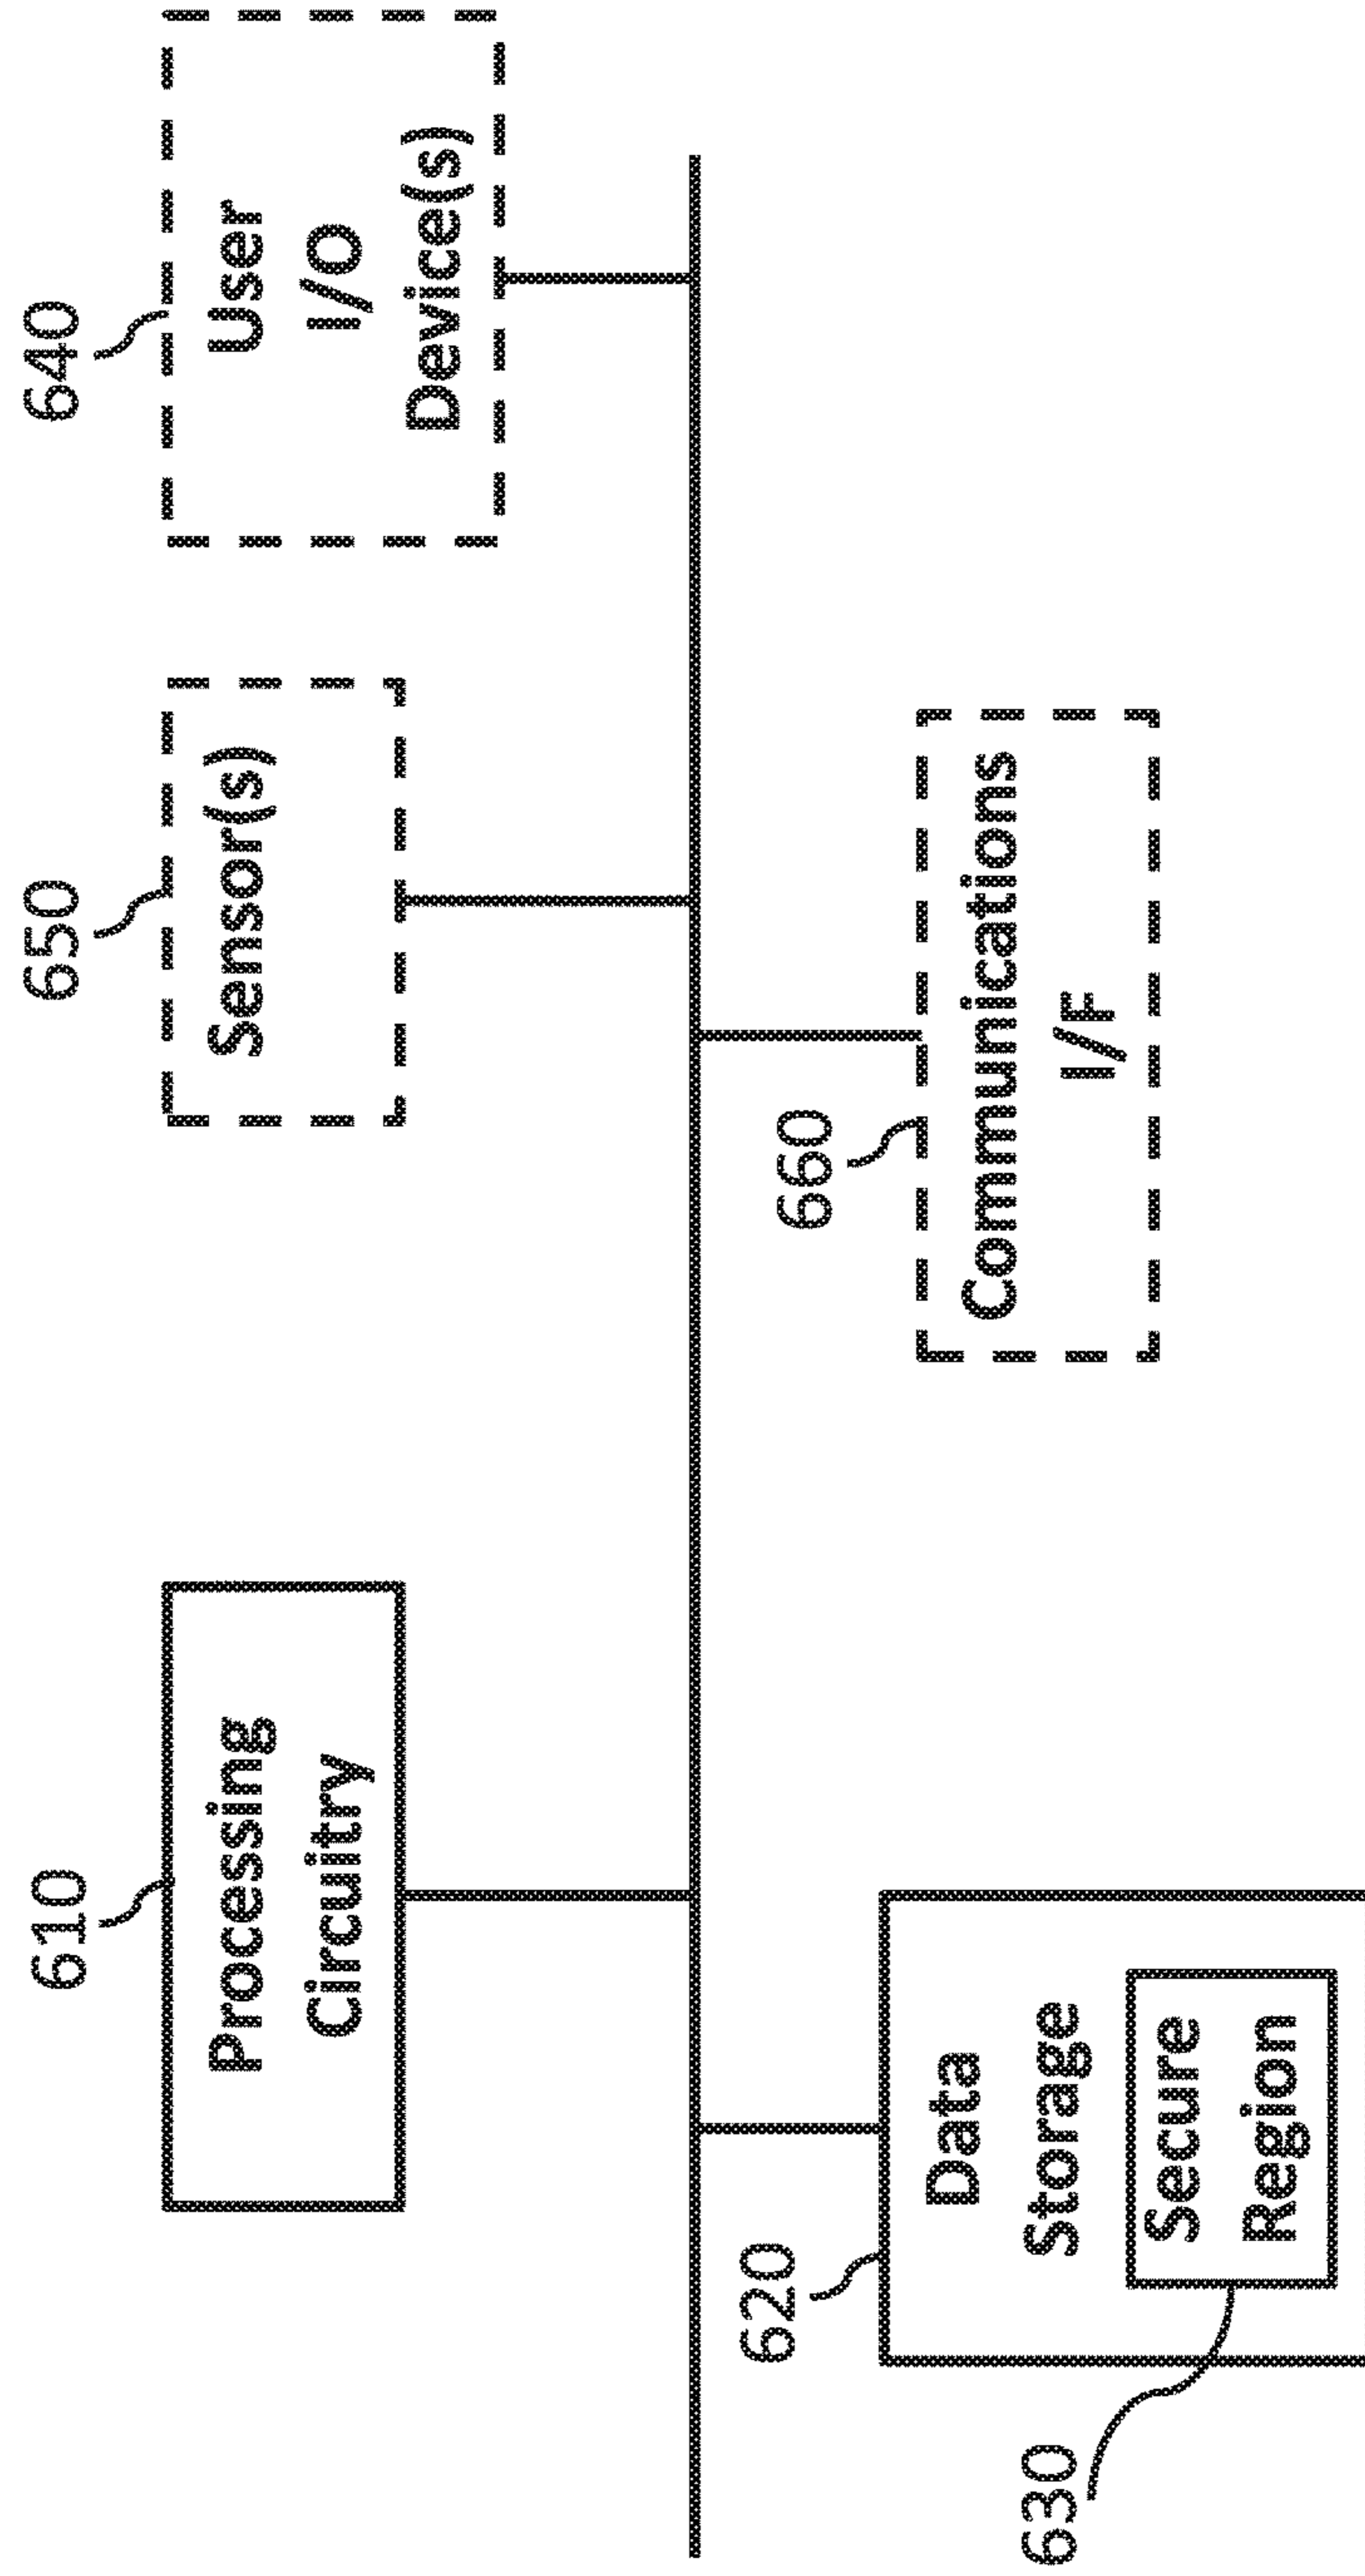 610
Processing
Circuitry
650
Sensor(s)
640
User
I/O
Device(s)
620
Data
Storage
630
Secure
Region
660
Communications
I/F